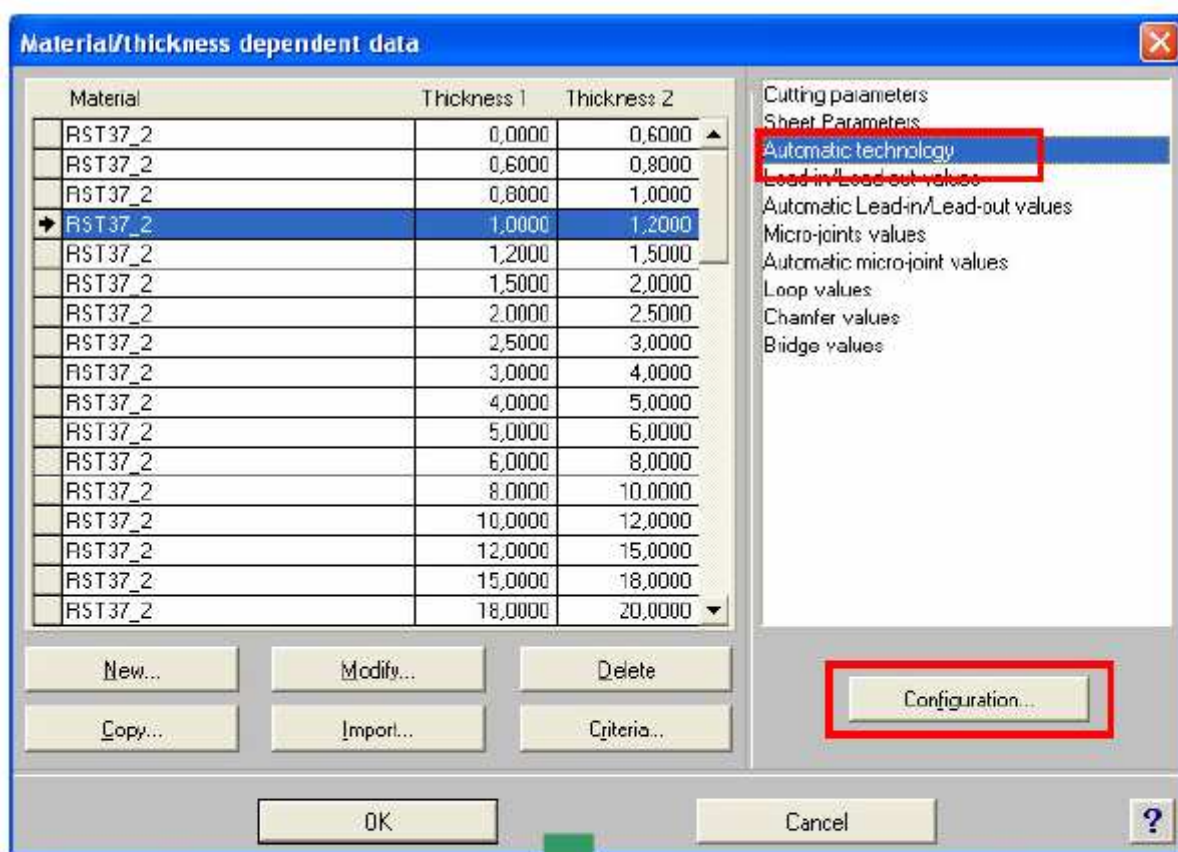 Material/thickness dependent data
Material Thickness 1 Thickness 2
RST37_2 0,0000 0,6000
RST37_2 0,6000 0,8000
RST37_2 0,8000 1,0000
RST37_2 1,0000 1,2000
RST37_2 1,2000 1,5000
RST37_2 1,5000 2,0000
RST37_2 2,0000 2,5000
RST37_2 2,5000 3,0000
RST37_2 3,0000 4,0000
RST37_2 4,0000 5,0000
RST37_2 5,0000 6,0000
RST37_2 6,0000 8,0000
RST37_2 8,0000 10,0000
RST37_2 10,0000 12,0000
RST37_2 12,0000 15,0000
RST37_2 15,0000 18,0000
RST37_2 18,0000 20,0000
Cutting parameters
Sheet Parameters
Automatic technology
Lead-in/Lead-out values
Automatic Lead-in/Lead-out values
Micro-joints values
Automatic micro-joint values
Loop values
Chamfer values
Bridge values
New... Modify... Delete
Copy... Import... Criteria...
Configuration...
OK Cancel ?